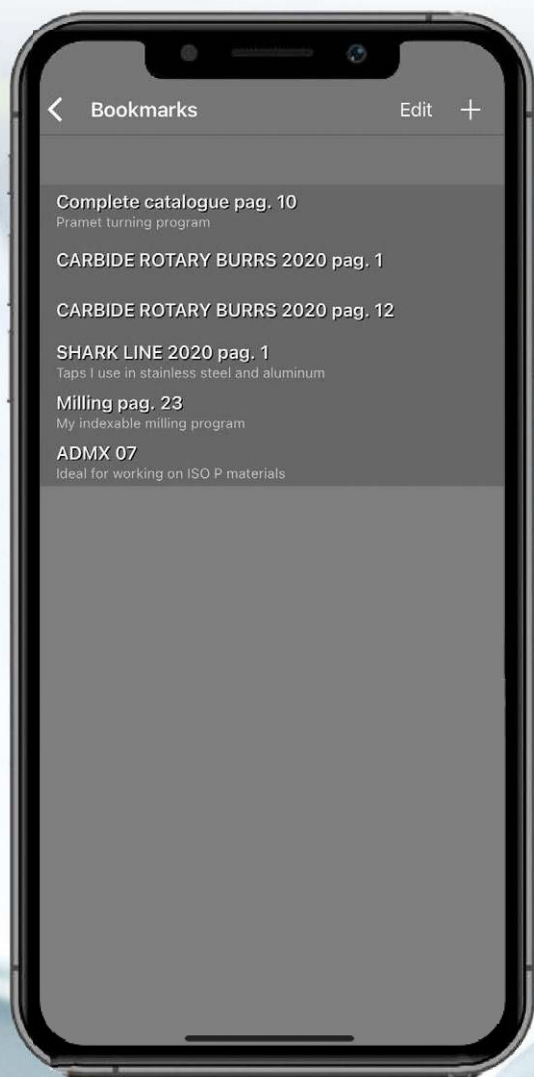 Bookmarks Edit +
Complete catalogue pag. 10
Pramet turning program
CARBIDE ROTARY BURRS 2020 pag. 1
CARBIDE ROTARY BURRS 2020 pag. 12
SHARK LINE 2020 pag. 1
Taps I use in stainless steel and aluminum
Milling pag. 23
My indexable milling program
ADMX 07
Ideal for working on ISO P materials